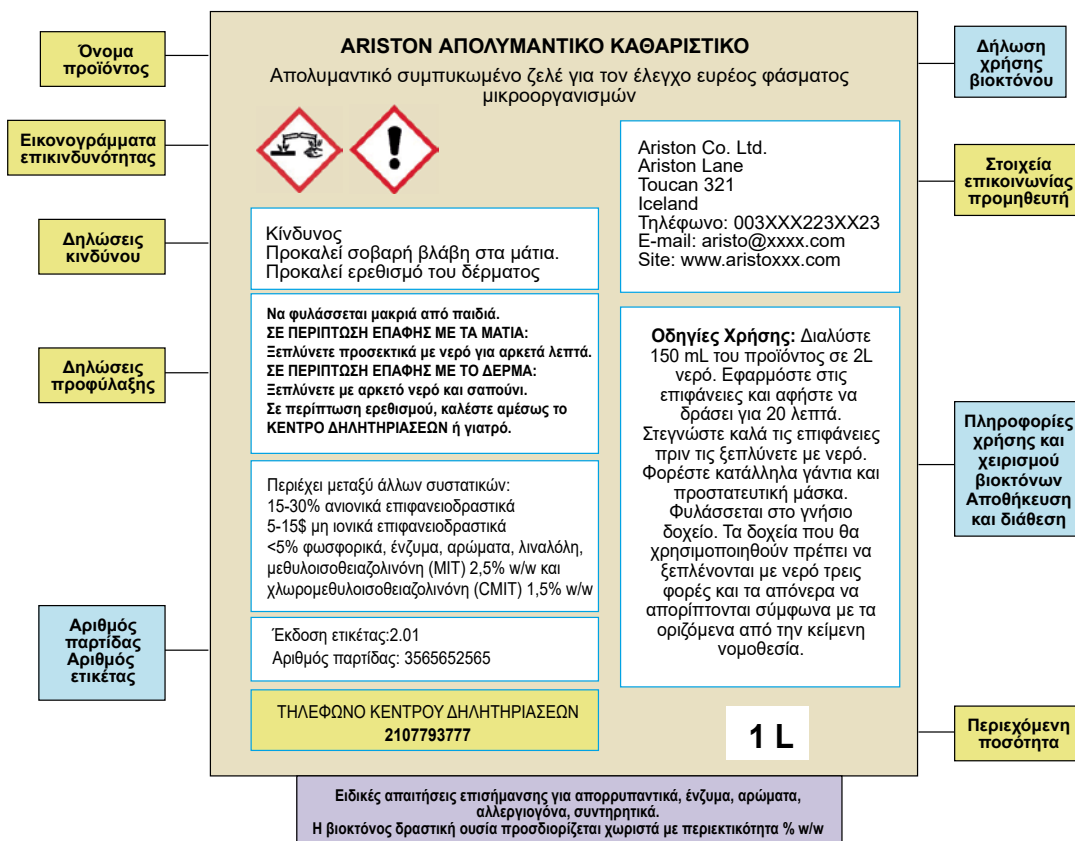 Όνομα
προϊόντος
Εικονογράμματα
επικινδυνότητας
Δηλώσεις
κινδύνου
Δηλώσεις
προφύλαξης
Αριθμός
παρτίδας
Αριθμός
ετικέτας
ARISTON ΑΠΟΛΥΜΑΝΤΙΚΟ ΚΑΘΑΡΙΣΤΙΚΟ
Απολυμαντικό συμπυκωμένο ζελέ για τον έλεγχο ευρέος φάσματος
μικροοργανισμών
Κίνδυνος
Προκαλεί σοβαρή βλάβη στα μάτια.
Προκαλεί ερεθισμό του δέρματος
Να φυλάσσεται μακριά από παιδιά.
ΣΕ ΠΕΡΙΠΤΩΣΗ ΕΠΑΦΗΣ ΜΕ ΤΑ ΜΑΤΙΑ:
Ξεπλύνετε προσεκτικά με νερό για αρκετά λεπτά.
ΣΕ ΠΕΡΙΠΤΩΣΗ ΕΠΑΦΗΣ ΜΕ ΤΟ ΔΕΡΜΑ:
Ξεπλύνετε με αρκετό νερό και σαπούνι.
Σε περίπτωση ερεθισμού, καλέστε αμέσως το
ΚΕΝΤΡΟ ΔΗΛΗΤΗΡΙΑΣΕΩΝ ή γιατρό.
Περιέχει μεταξύ άλλων συστατικών:
15-30% ανιονικά επιφανειοδραστικά
5-15$ μη ιονικά επιφανειοδραστικά
<5% φωσφορικά, ένζυμα, αρώματα, λιναλόλη,
μεθυλοισοθειαζολινόνη (MIT) 2,5% w/w και
χλωρομεθυλοισοθειαζολινόνη (CMIT) 1,5% w/w
Έκδοση ετικέτας:2.01
Αριθμός παρτίδας: 3565652565
ΤΗΛΕΦΩΝΟ ΚΕΝΤΡΟΥ ΔΗΛΗΤΗΡΙΑΣΕΩΝ
2107793777
Ariston Co. Ltd.
Ariston Lane
Toucan 321
Iceland
Τηλέφωνο: 003XXX223XX23
E-mail: aristo@xxxx.com
Site: www.aristoxxx.com
Οδηγίες Χρήσης: Διαλύστε
150 mL του προϊόντος σε 2L
νερό. Εφαρμόστε στις
επιφάνειες και αφήστε να
δράσει για 20 λεπτά.
Στεγνώστε καλά τις επιφάνειες
πριν τις ξεπλύνετε με νερό.
Φορέστε κατάλληλα γάντια και
προστατευτική μάσκα.
Φυλάσσεται στο γνήσιο
δοχείο. Τα δοχεία που θα
χρησιμοποιηθούν πρέπει να
ξεπλένονται με νερό τρεις
φορές και τα απόνερα να
απορίπτονται σύμφωνα με τα
οριζόμενα από την κείμενη
νομοθεσία.
1 L
Δήλωση
χρήσης
βιοκτόνου
Στοιχεία
επικοινωνίας
προμηθευτή
Πληροφορίες
χρήσης και
χειρισμού
βιοκτόνων
Αποθήκευση
και διάθεση
Περιεχόμενη
ποσότητα
Ειδικές απαιτήσεις επισήμανσης για απορρυπαντικά, ένζυμα, αρώματα,
αλλεργιογόνα, συντηρητικά.
Η βιοκτόνος δραστική ουσία προσδιορίζεται χωριστά με περιεκτικότητα % w/w